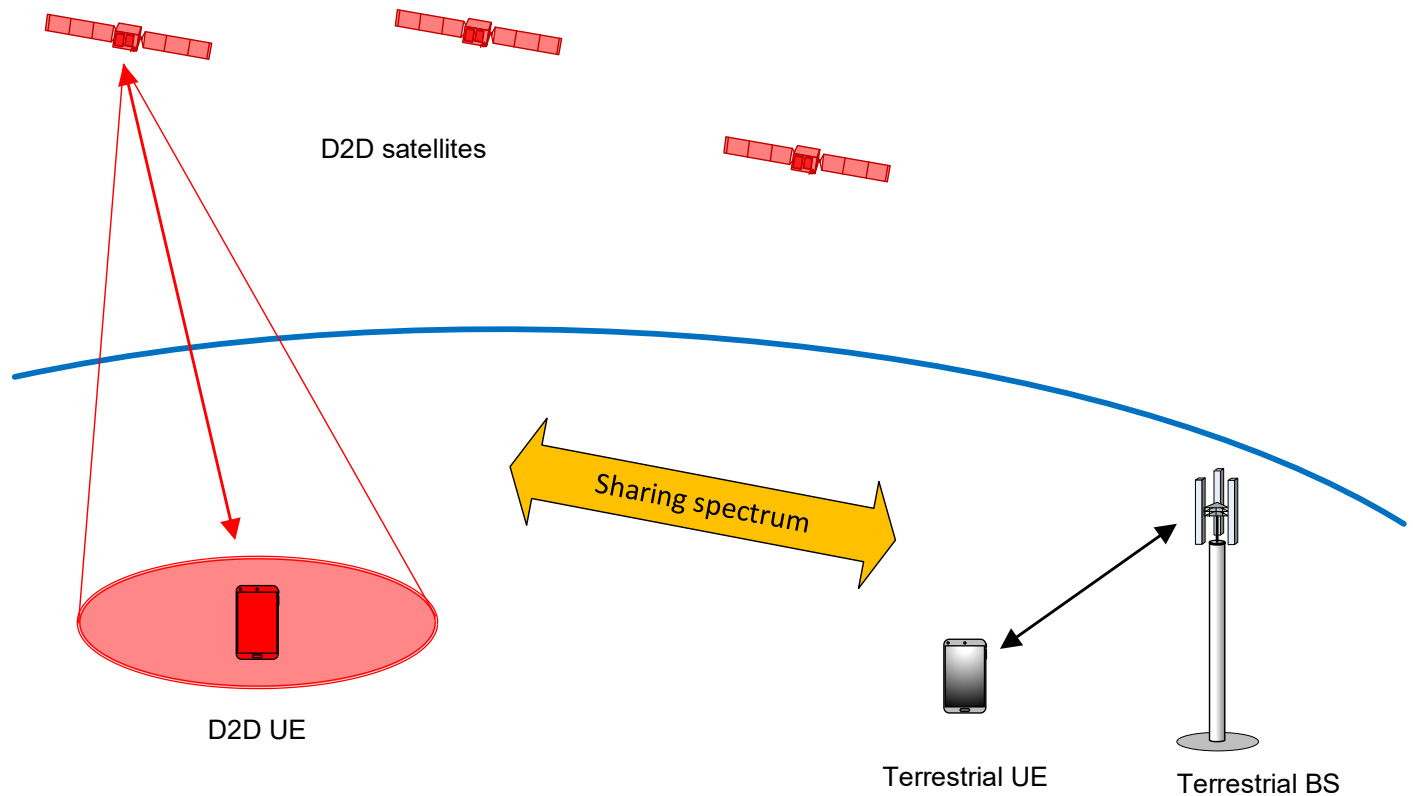 D2D satellites
Sharing spectrum
D2D UE
Terrestrial UE
Terrestrial BS